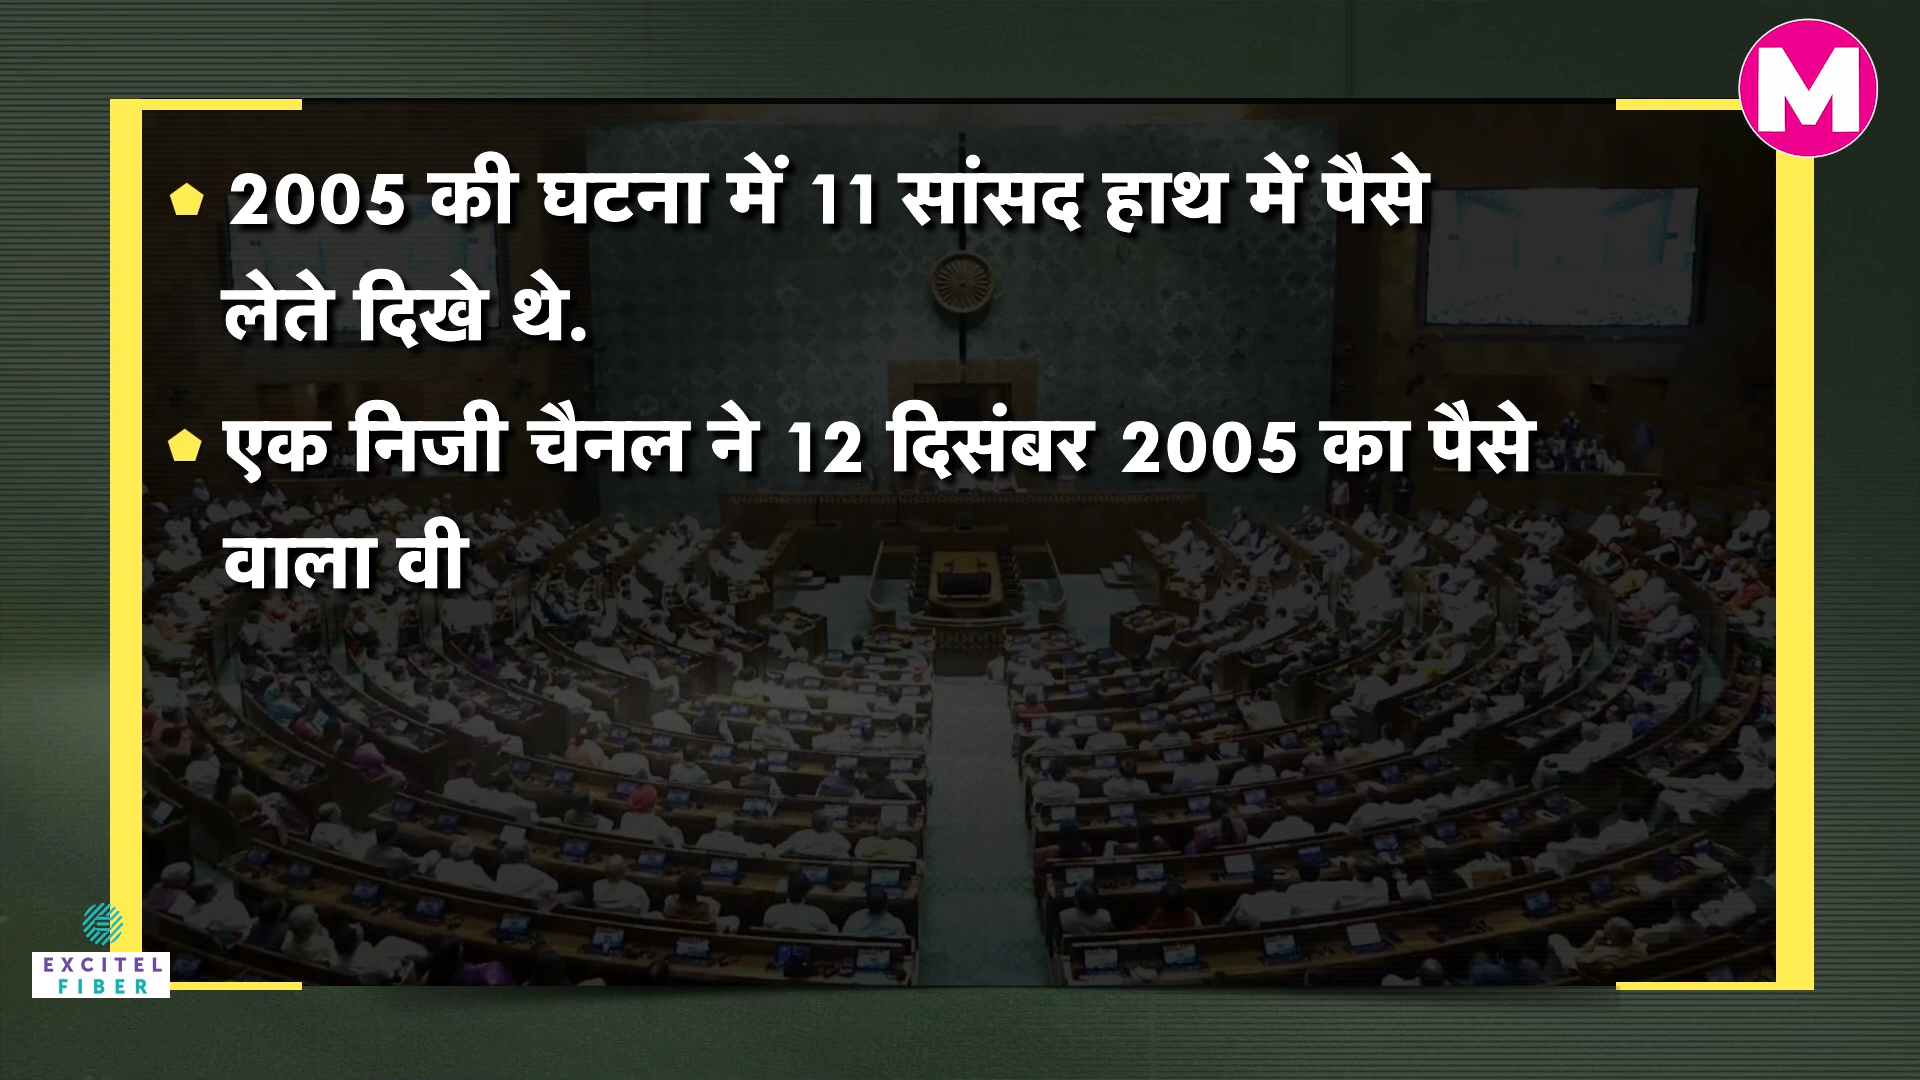 M
2005 की घटना में 11 सांसद हाथ में पैसे
लेते दिखे थे.
एक निजी चैनल ने 12 दिसंबर 2005 का पैसे
वाला वी
EXCITEL
FIBER